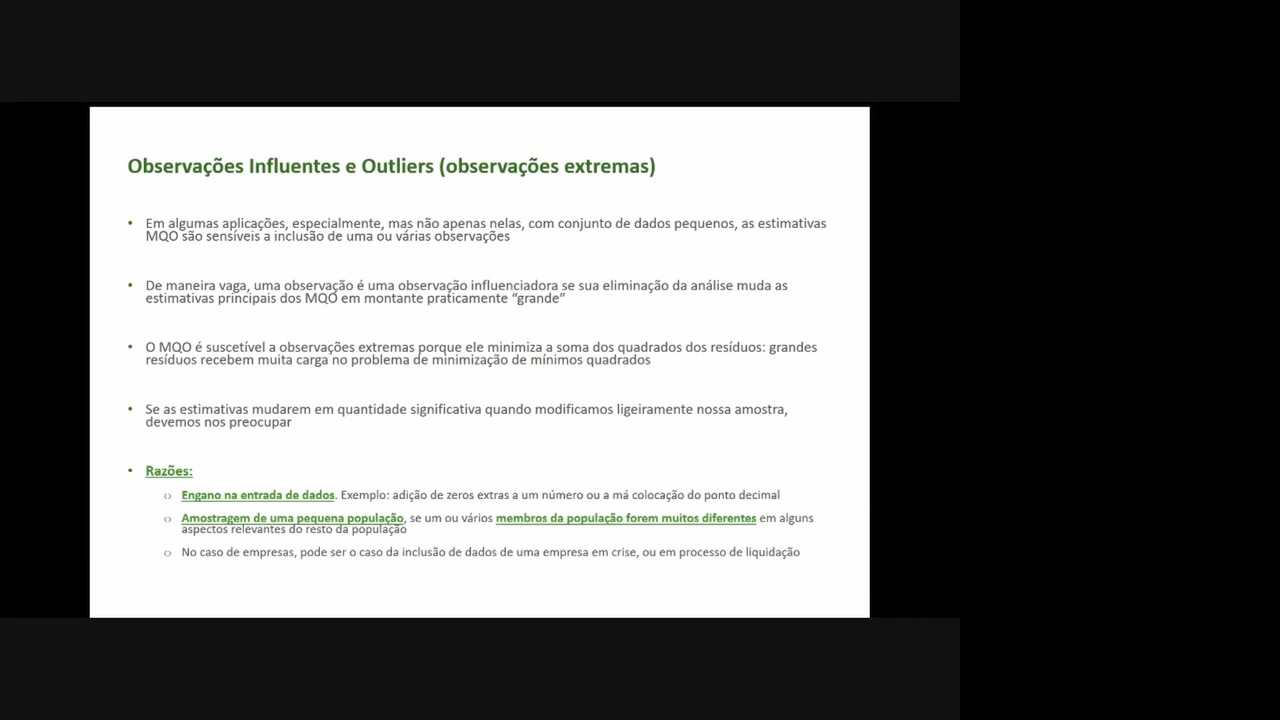 Observações Influentes e Outliers (observações extremas)
• Em algumas aplicações, especialmente, mas não apenas nelas, com conjunto de dados pequenos, as estimativas
MQO são sensíveis a inclusão de uma ou várias observações
• De maneira vaga, uma observação é uma observação influenciadora se sua eliminação da análise muda as
estimativas principais dos MQO em montante praticamente “grande”
• O MQO é suscetível a observações extremas porque ele minimiza a soma dos quadrados dos resíduos: grandes
resíduos recebem muita carga no problema de minimização de mínimos quadrados
• Se as estimativas mudarem em quantidade significativa quando modificamos ligeiramente nossa amostra,
devemos nos preocupar
• Razões:
Engano na entrada de dados. Exemplo: adição de zeros extras a um número ou a má colocação do ponto decimal
Amostragem de uma pequena população, se um ou vários membros da população forem muitos diferentes em alguns
aspectos relevantes do resto da população
No caso de empresas, pode ser o caso da inclusão de dados de uma empresa em crise, ou em processo de liquidação